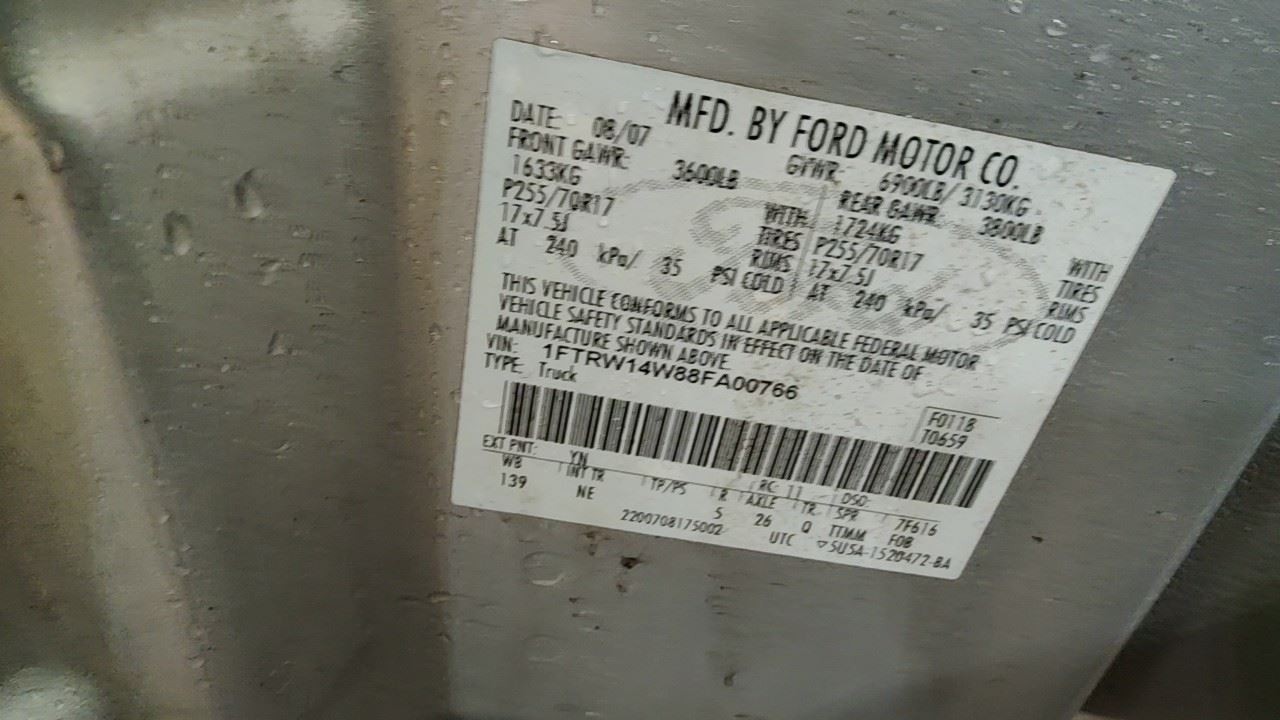 MFD. BY FORD MOTOR CO.
DATE: 08/07 GVWR: 6900LB/ 3130KG
FRONT GAWR: 3600LB REAR GAWR: 3800LB
1633KG WITH 1724KG WITH
P255/70R17 TIRES P255/70R17 TIRES
17x7.5J RIMS 17x7.5J RIMS
AT 240 kPa/ 35 PSI COLD AT 240 kPa/ 35 PSI COLD
THIS VEHICLE CONFORMS TO ALL APPLICABLE FEDERAL MOTOR
VEHICLE SAFETY STANDARDS IN EFFECT ON THE DATE OF
MANUFACTURE SHOWN ABOVE.
VIN: 1FTRW14W88FA00766
TYPE: Truck
F0118
T0659
EXT PNT: YN RC: 11 DSO:
WB INT TR TP/PS R AXLE TR SPR 7F616
139 NE 5 26 Q TTMM F08
2200708175002 UTC ▽5U5A-1520472-BA